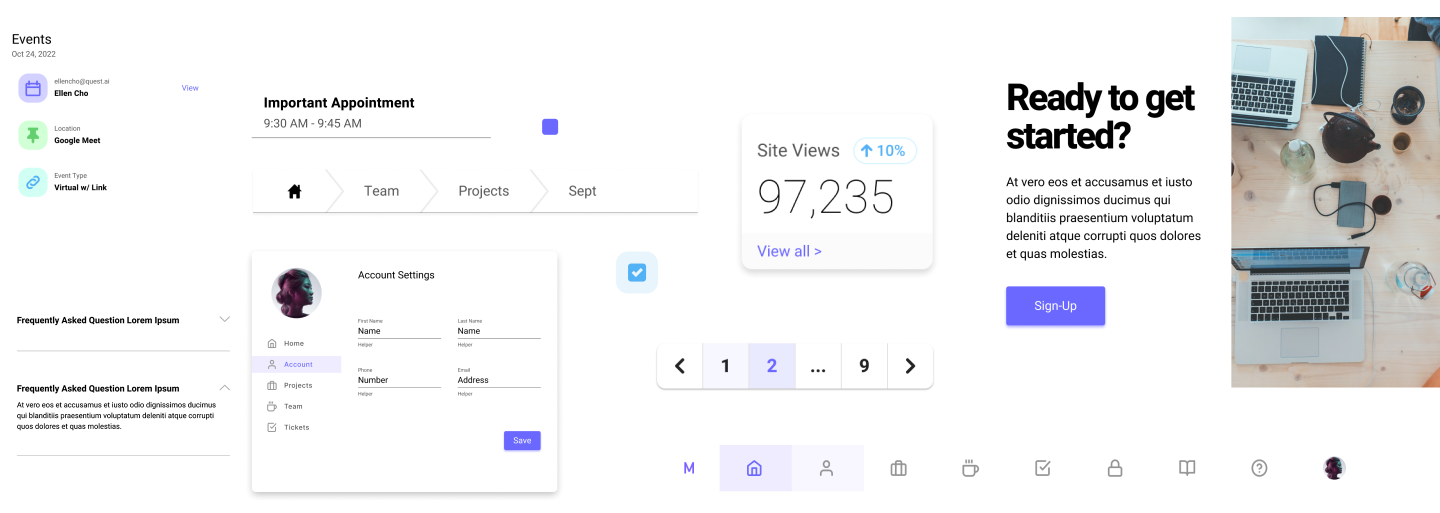 Events
Oct 24, 2022
ellencho@quest.ai
Ellen Cho
View
Location
Google Meet
Event Type
Virtual w/ Link
Frequently Asked Question Lorem Ipsum
Frequently Asked Question Lorem Ipsum
At vero eos et accusamus et iusto odio dignissimos ducimus
qui blanditiis praesentium voluptatum deleniti atque corrupti
quos dolores et quas molestias.
Important Appointment
9:30 AM - 9:45 AM
Team
Projects
Sept
Account Settings
Home
Account
Projects
Team
Tickets
First Name
Name
Helper
Last Name
Name
Helper
Phone
Number
Helper
Email
Address
Helper
Save
Site Views
10%
97,235
View all >
1 2 ... 9
Ready to get
started?
At vero eos et accusamus et iusto
odio dignissimos ducimus qui
blanditiis praesentium voluptatum
deleniti atque corrupti quos dolores
et quas molestias.
Sign-Up
M